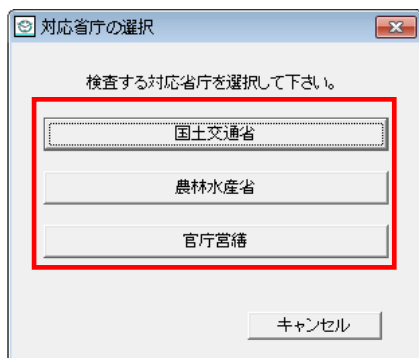 対応省庁の選択
検査する対応省庁を選択して下さい。
国土交通省
農林水産省
官庁営繕
キャンセル